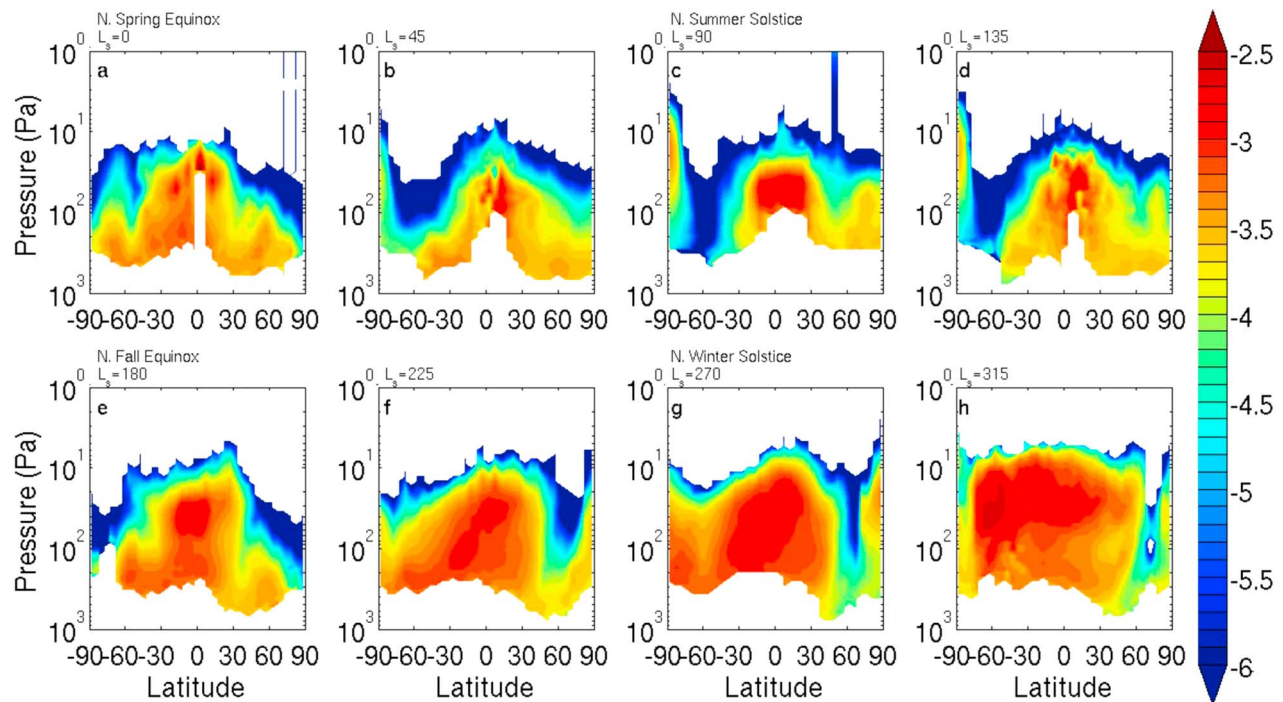 N. Spring Equinox
L_s=0
L_s=45
N. Summer Solstice
L_s=90
L_s=135
0
0
0
0
10
10
10
10
a
b
c
d
Pressure (Pa)
10^1
10^1
10^1
10^1
10^2
10^2
10^2
10^2
10^3
10^3
10^3
10^3
-90-60-30 0 30 60 90
-90-60-30 0 30 60 90
-90-60-30 0 30 60 90
-90-60-30 0 30 60 90
N. Fall Equinox
L_s=180
L_s=225
N. Winter Solstice
L_s=270
L_s=315
0
0
0
0
10
10
10
10
e
f
g
h
Pressure (Pa)
10^1
10^1
10^1
10^1
10^2
10^2
10^2
10^2
10^3
10^3
10^3
10^3
-90-60-30 0 30 60 90
-90-60-30 0 30 60 90
-90-60-30 0 30 60 90
-90-60-30 0 30 60 90
Latitude
Latitude
Latitude
Latitude
-2.5
-3
-3.5
-4
-4.5
-5
-5.5
-6